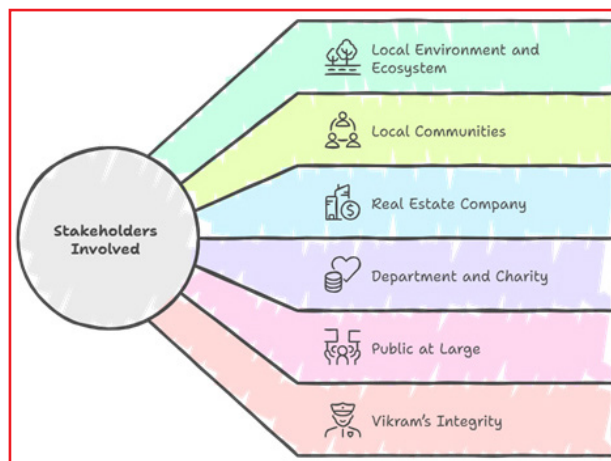 Stakeholders
Involved
Local Environment and
Ecosystem
Local Communities
Real Estate Company
Department and Charity
Public at Large
Vikram's Integrity